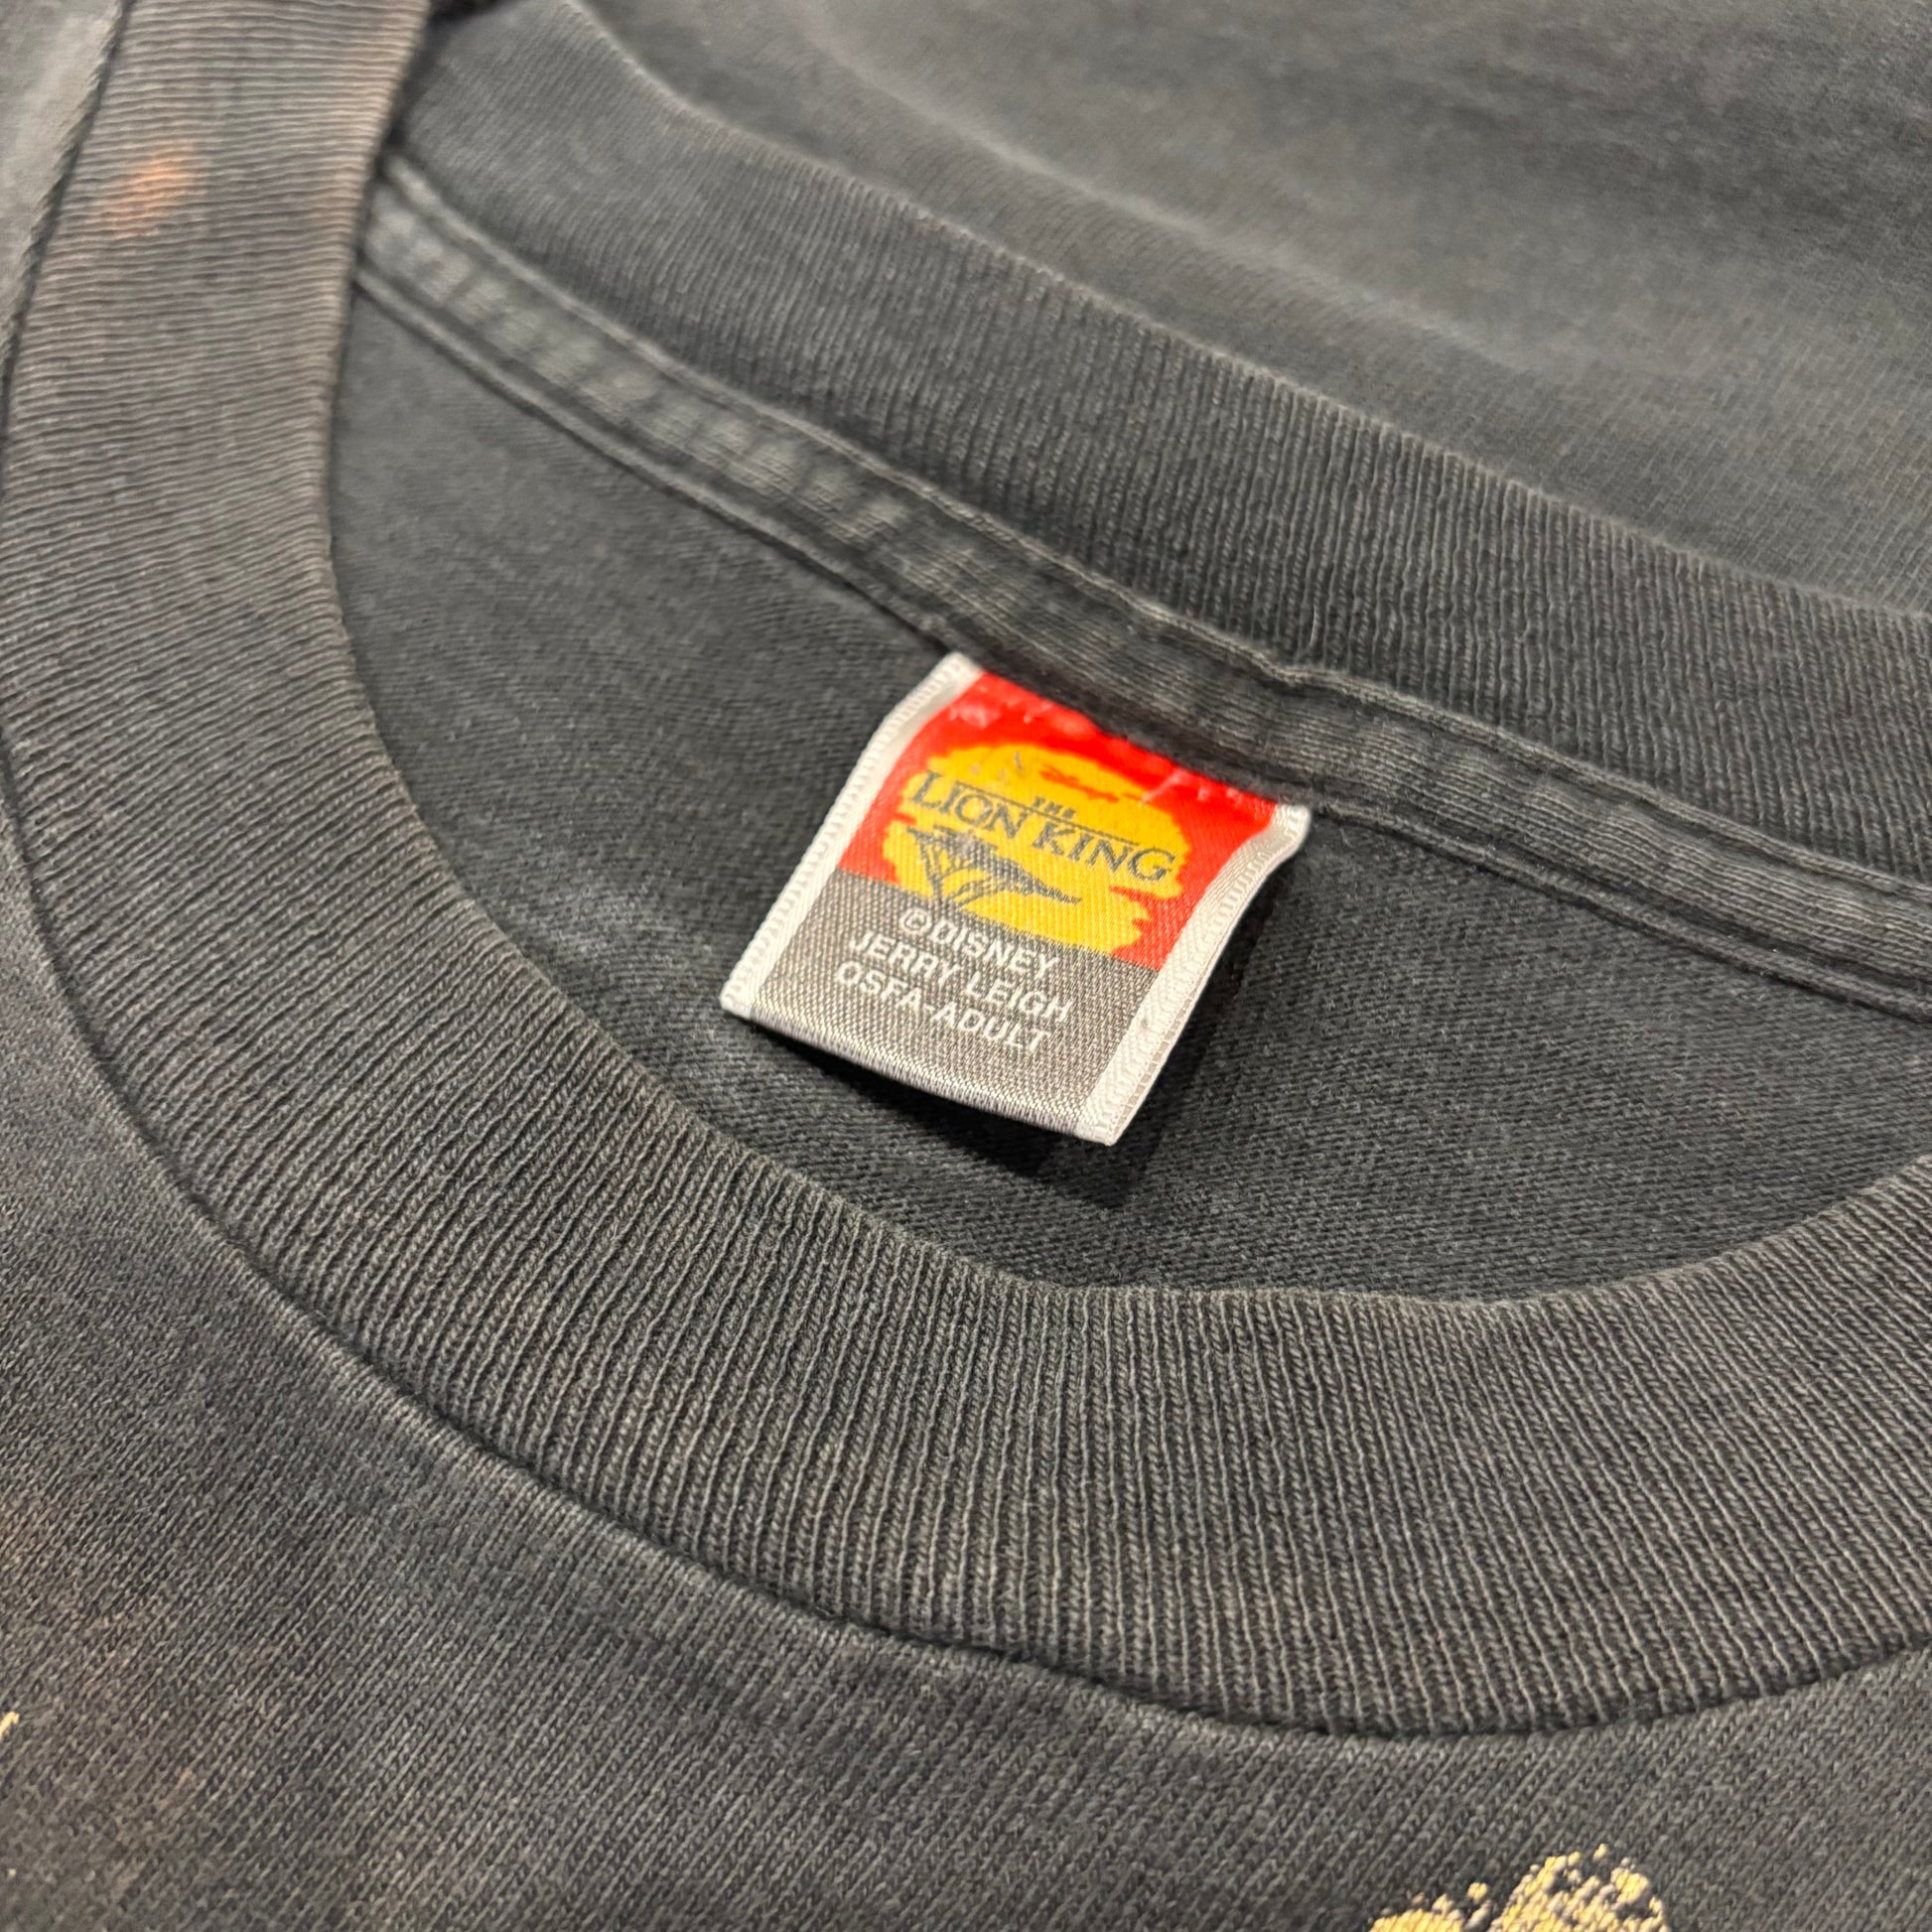 THE
LION KING
©DISNEY
JERRY LEIGH
OSFA-ADULT